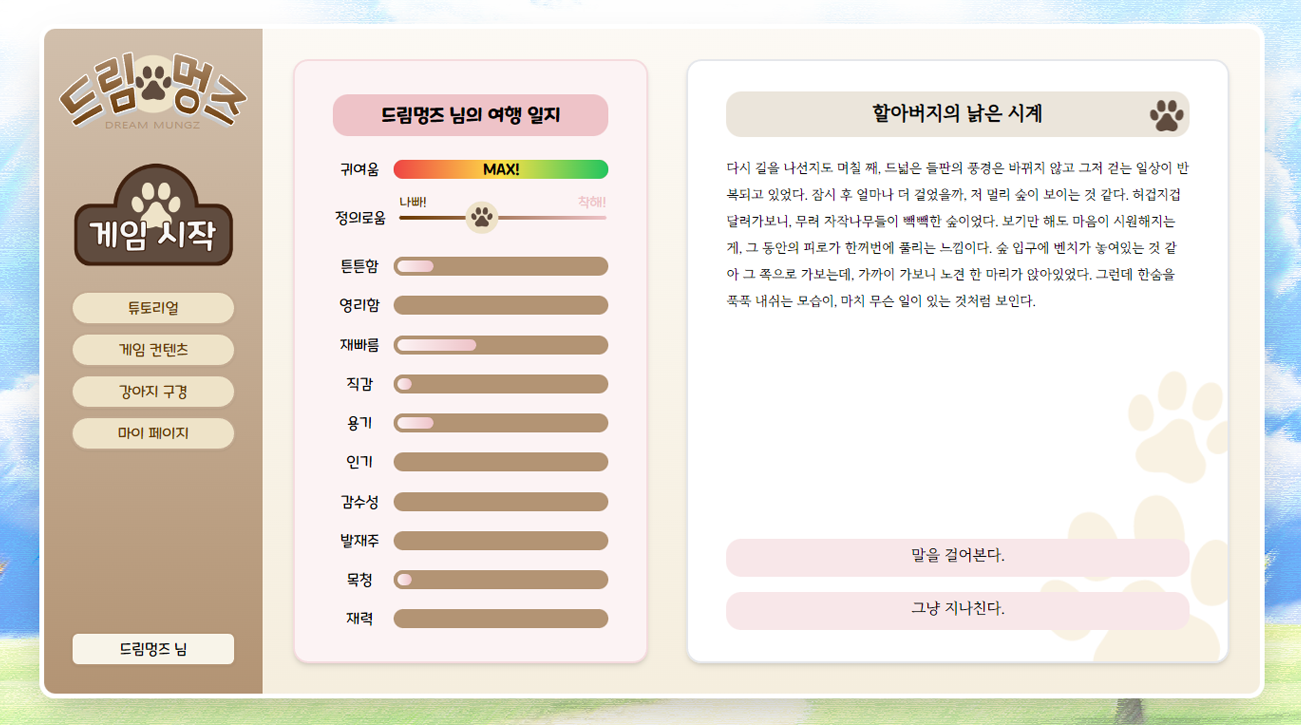 드림멍즈
DREAM MUNGZ
게임 시작
튜토리얼
게임 컨텐츠
강아지 구경
마이 페이지
드림멍즈 님
드림멍즈 님의 여행 일지
귀여움
MAX!
나빠!
착해!
정의로움
튼튼함
영리함
재빠름
직감
용기
인기
감수성
발재주
목청
재력
할아버지의 낡은 시계
다시 길을 나선지도 며칠 째, 드넓은 들판의 풍경은 바뀌지 않고 그저 걷는 일상이 반
복되고 있었다. 잠시 후 얼마나 더 걸었을까, 저 멀리 숲이 보이는 것 같다. 허겁지겁
달려가보니, 무려 자작나무들이 빽빽한 숲이었다. 보기만 해도 마음이 시원해지는
게, 그 동안의 피로가 한꺼번에 풀리는 느낌이다. 숲 입구에 벤치가 놓여있는 것 같
아 그 쪽으로 가보는데, 가까이 가보니 노견 한 마리가 앉아있었다. 그런데 한숨을
푹푹 내쉬는 모습이, 마치 무슨 일이 있는 것처럼 보인다.
말을 걸어본다.
그냥 지나친다.